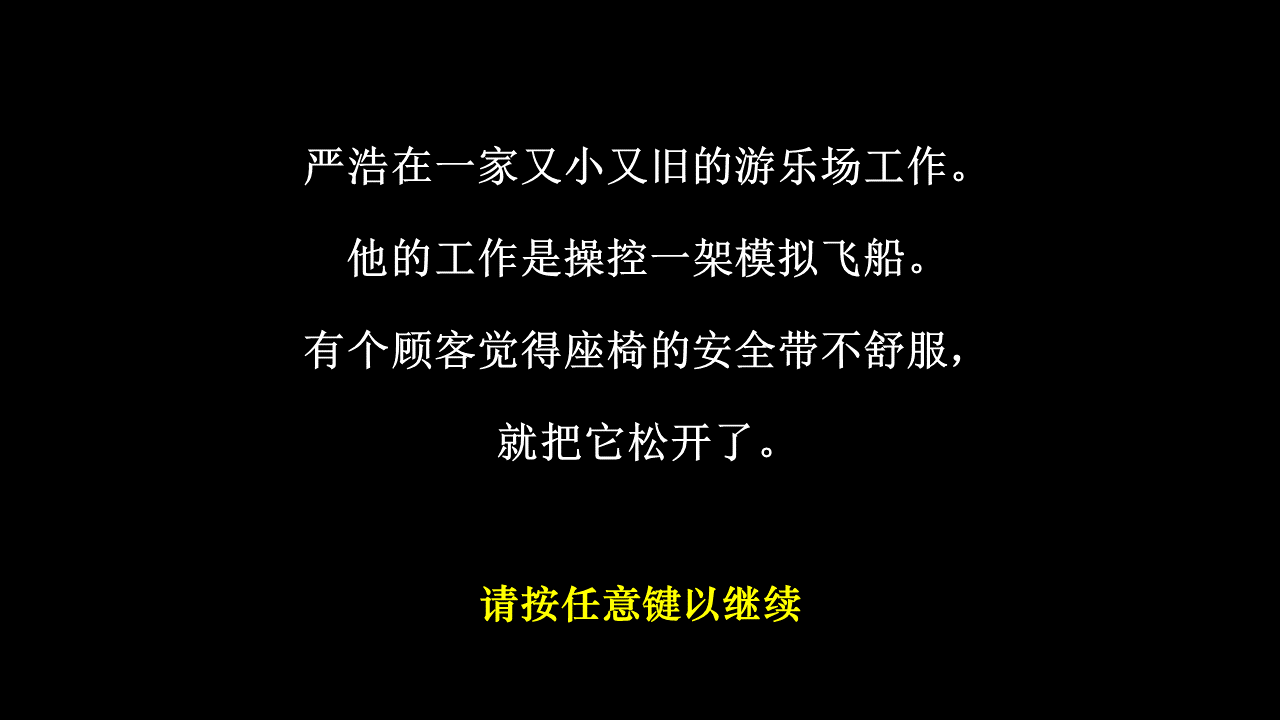 严浩在一家又小又旧的游乐场工作。
他的工作是操控一架模拟飞船。
有个顾客觉得座椅的安全带不舒服，
就把它松开了。
请按任意键以继续